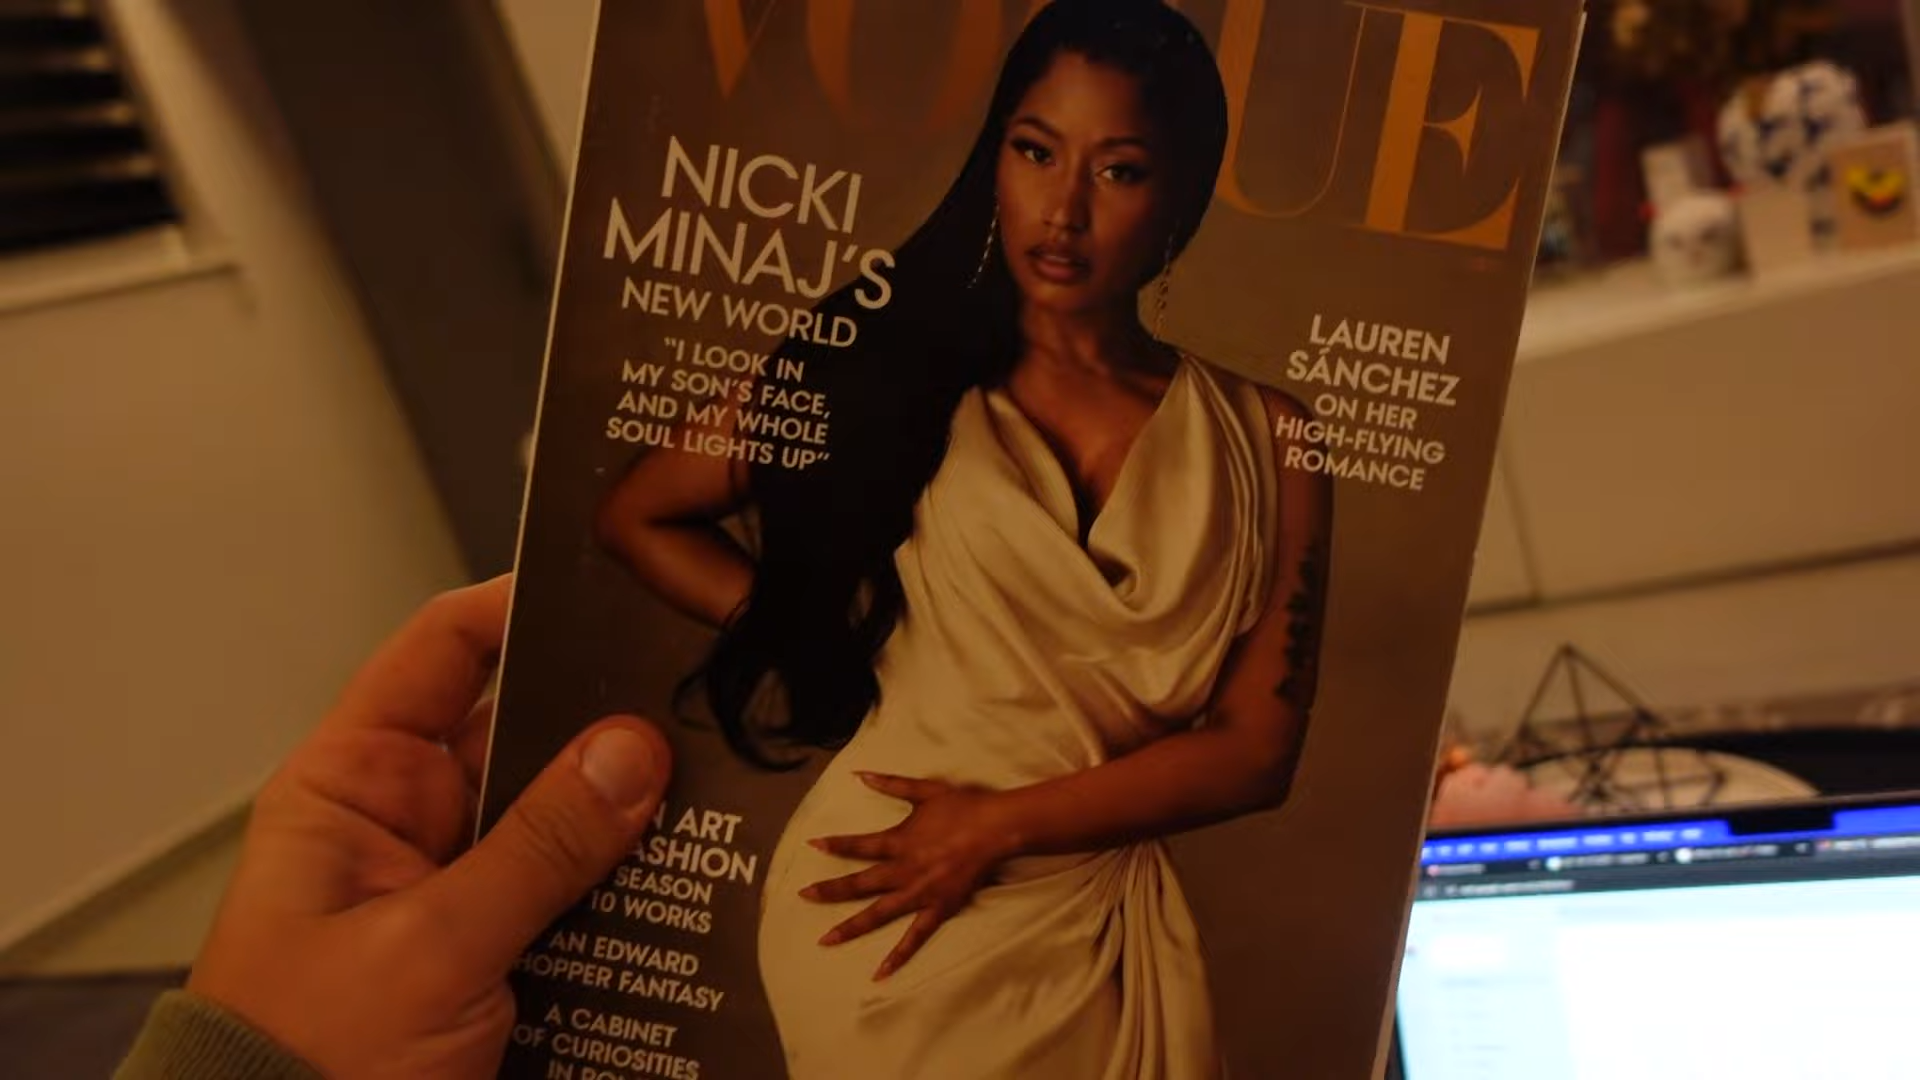 VOGUE
NICKI
MINAJ'S
NEW WORLD
"I LOOK IN
MY SON'S FACE,
AND MY WHOLE
SOUL LIGHTS UP"
LAUREN
SÁNCHEZ
ON HER
HIGH-FLYING
ROMANCE
ART
SEASON
10 WORKS
AN EDWARD
HOPPER FANTASY
A CABINET
OF CURIOSITIES
IN